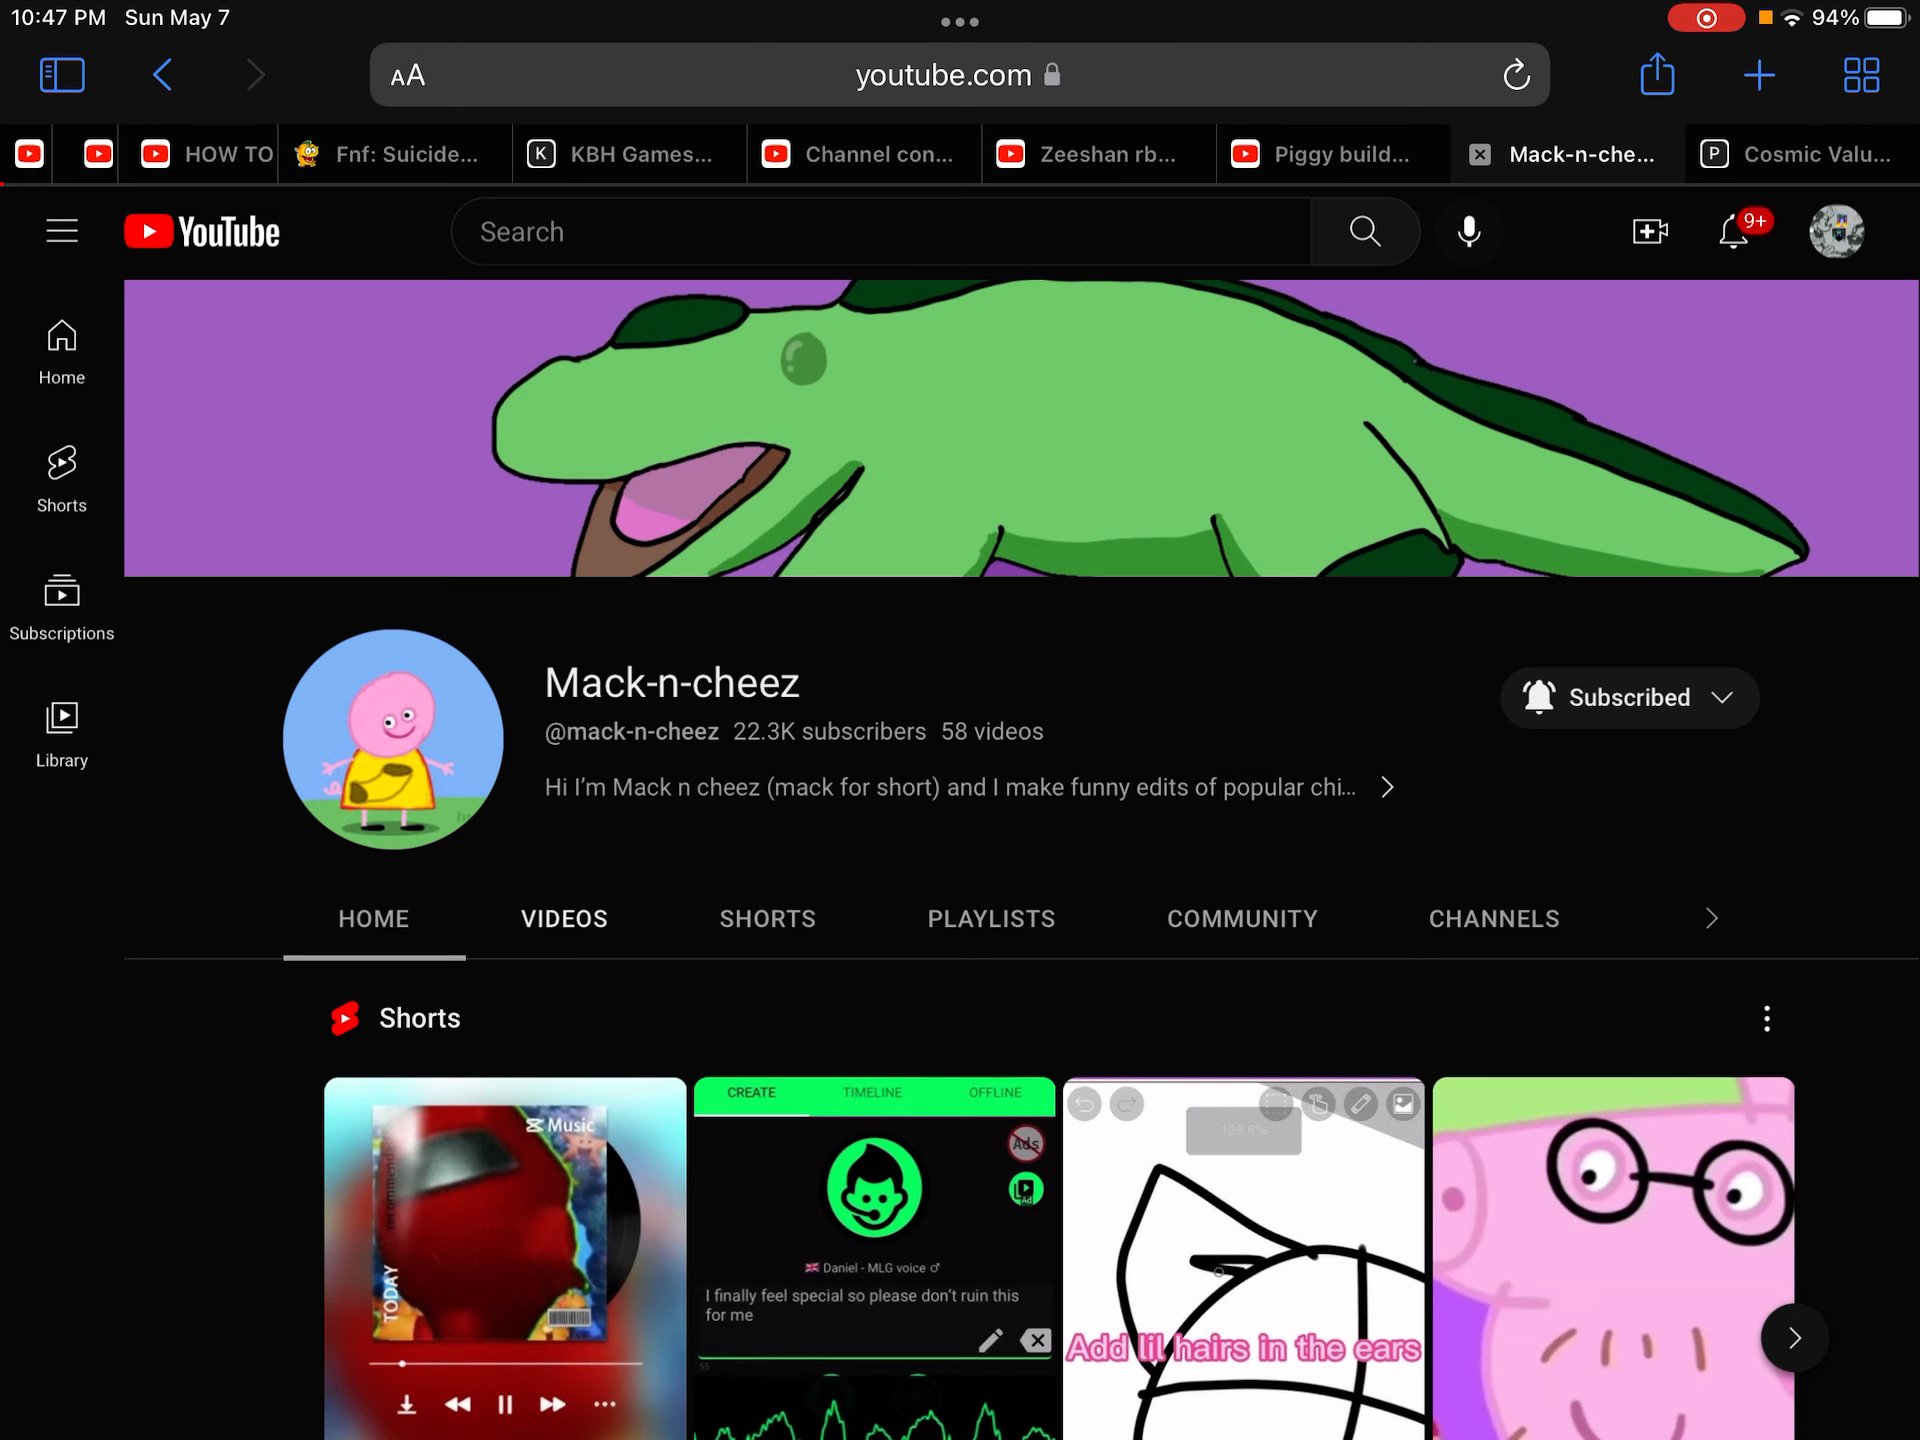 10:47 PM Sun May 7
94%
AA
youtube.com
HOW TO
Fnf: Suicide...
K
KBH Games...
Channel con...
Zeeshan rb...
Piggy build...
Mack-n-che...
P
Cosmic Valu...
YouTube
Search
9+
Home
Shorts
Subscriptions
Library
Mack-n-cheez
@mack-n-cheez 22.3K subscribers 58 videos
Hi I’m Mack n cheez (mack for short) and I make funny edits of popular chi...
Subscribed
HOME
VIDEOS
SHORTS
PLAYLISTS
COMMUNITY
CHANNELS
Shorts
Music
TODAY
CREATE
TIMELINE
OFFLINE
Ads
Ad
Daniel - MLG voice ♂
I finally feel special so please don’t ruin this
for me
Add lil hairs in the ears